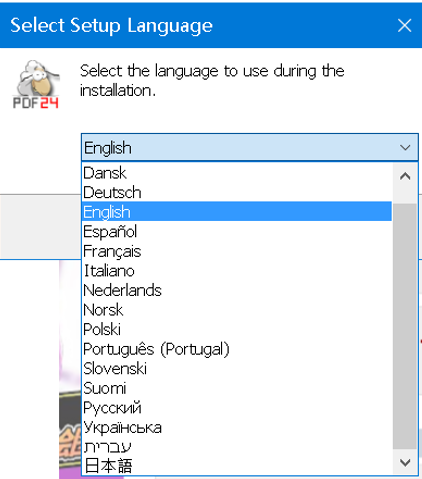 Select Setup Language
Select the language to use during the
installation.
PDF24
English
Dansk
Deutsch
English
Español
Français
Italiano
Nederlands
Norsk
Polski
Português (Portugal)
Slovenski
Suomi
Русский
Українська
עברית
日本語